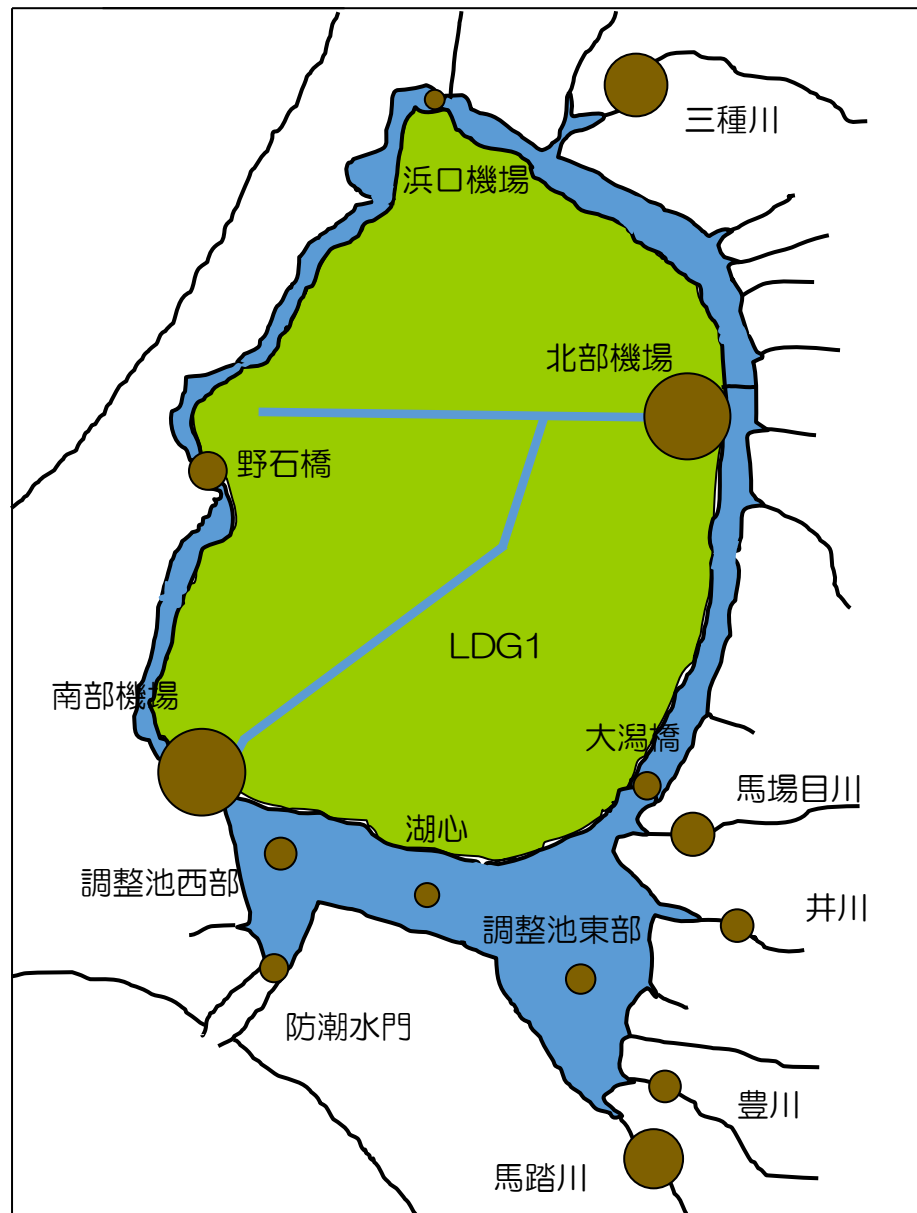 三種川
浜口機場
北部機場
野石橋
LDG1
南部機場
大潟橋
馬場目川
湖心
調整池西部
井川
調整池東部
防潮水門
豊川
馬踏川